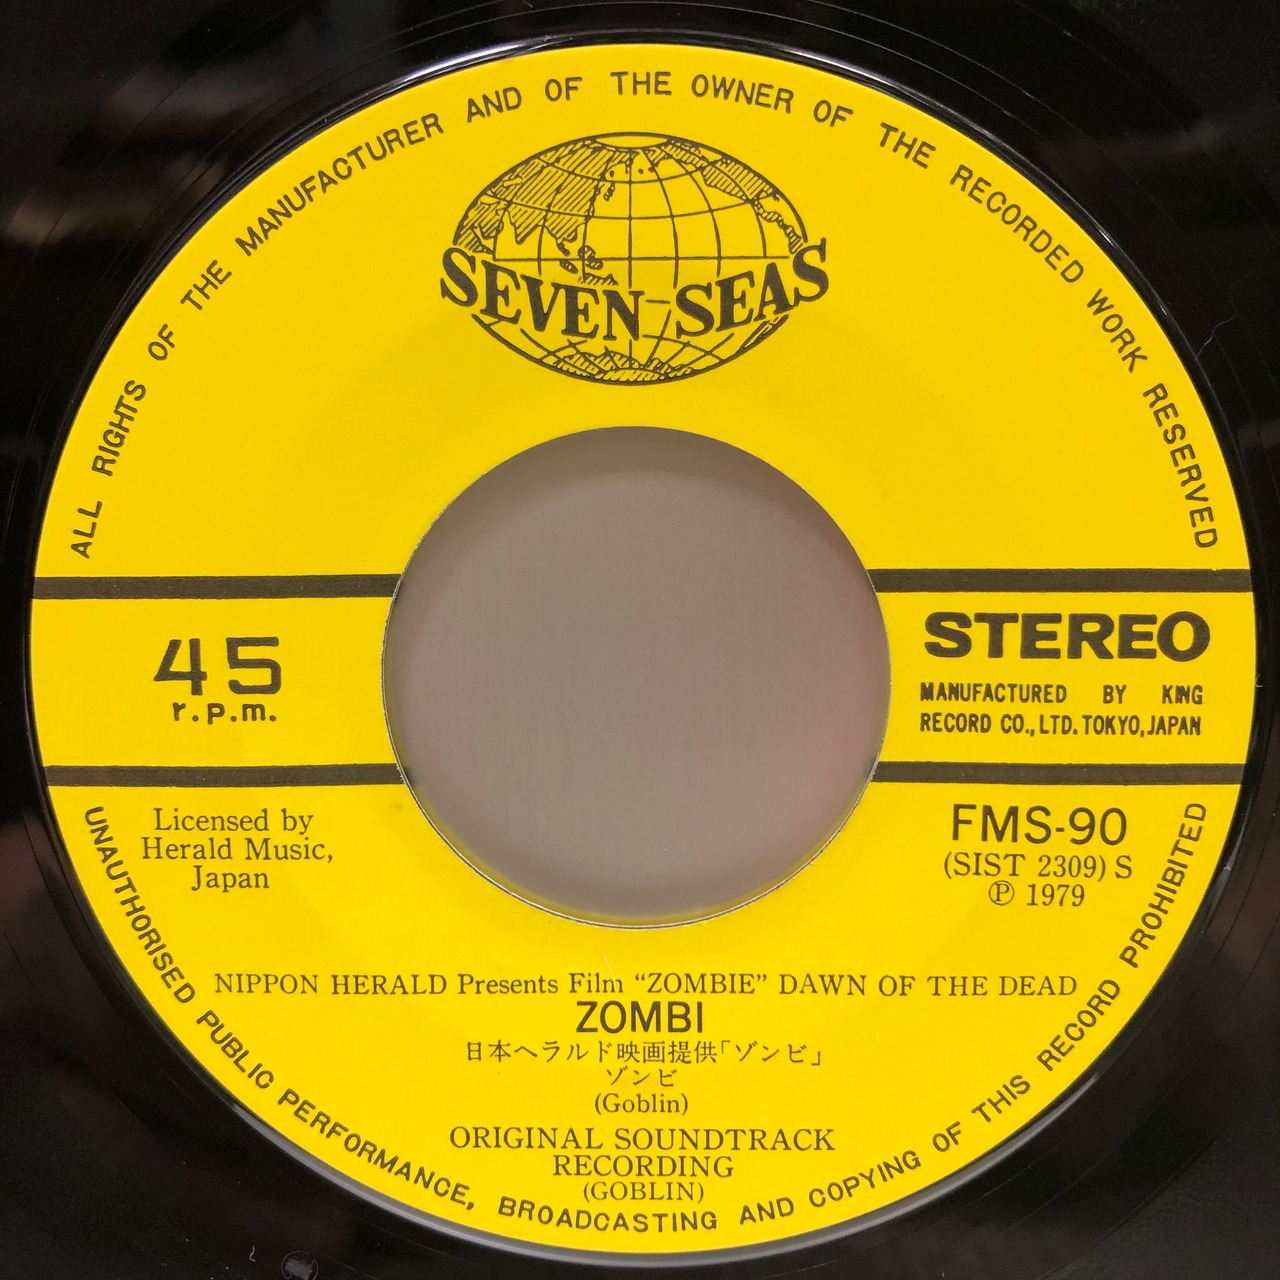 ALL RIGHTS OF THE MANUFACTURER AND OF THE OWNER OF THE RECORDED WORK RESERVED
SEVEN SEAS
45
r.p.m.
STEREO
MANUFACTURED BY KING
RECORD CO., LTD. TOKYO, JAPAN
Licensed by
Herald Music,
Japan
FMS-90
(SIST 2309) S
Ⓟ 1979
NIPPON HERALD Presents Film “ZOMBIE” DAWN OF THE DEAD
ZOMBI
日本ヘラルド映画提供「ゾンビ」
ゾンビ
(Goblin)
ORIGINAL SOUNDTRACK
RECORDING
(GOBLIN)
UNAUTHORISED PUBLIC PERFORMANCE, BROADCASTING AND COPYING OF THIS RECORD PROHIBITED